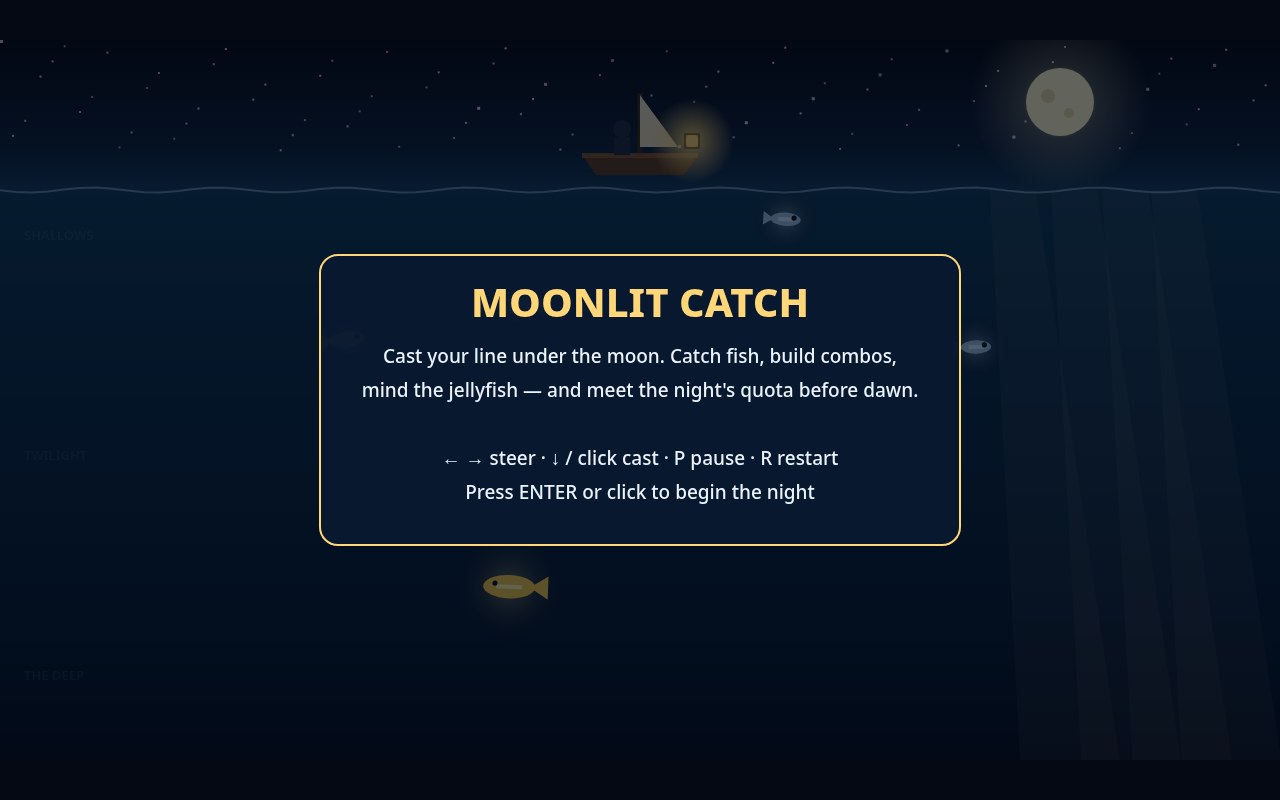 SHALLOWS
MOONLIT CATCH
Cast your line under the moon. Catch fish, build combos,
mind the jellyfish — and meet the night's quota before dawn.
TWILIGHT
← → steer · ↓ / click cast · P pause · R restart
Press ENTER or click to begin the night
THE DEEP